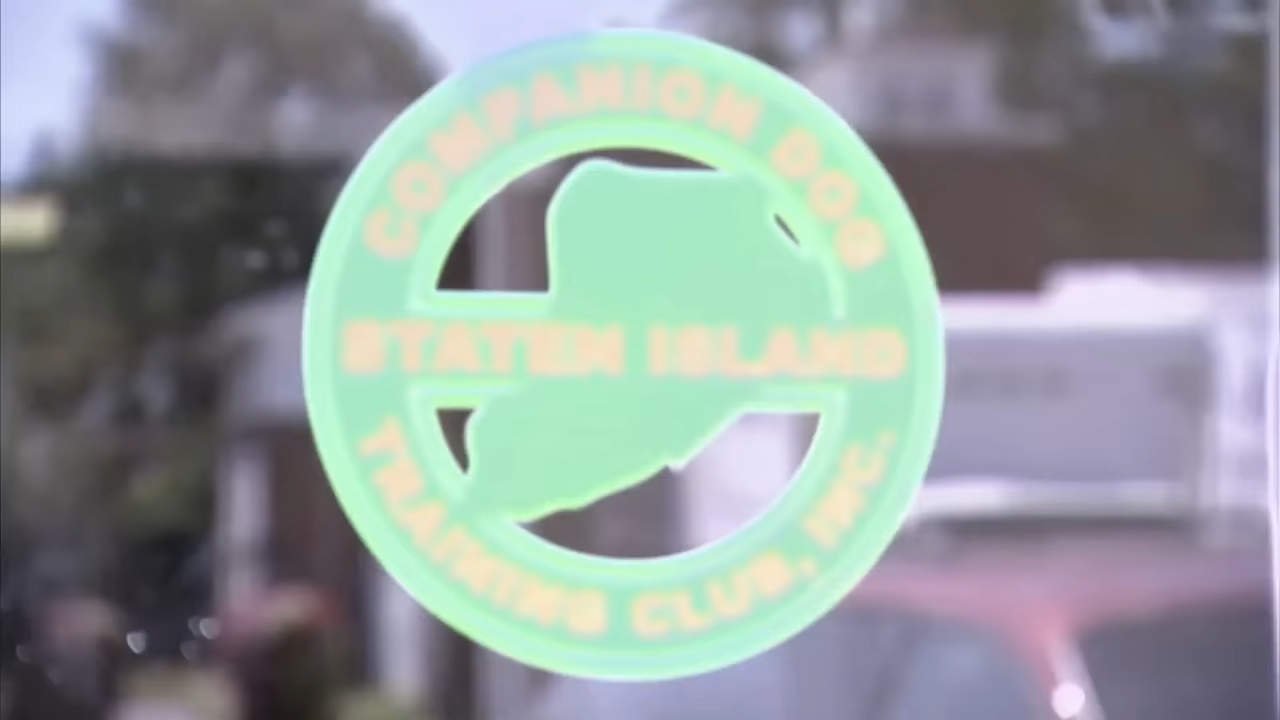 COMPANION DOG
STATEN ISLAND
TRAINING CLUB, INC.